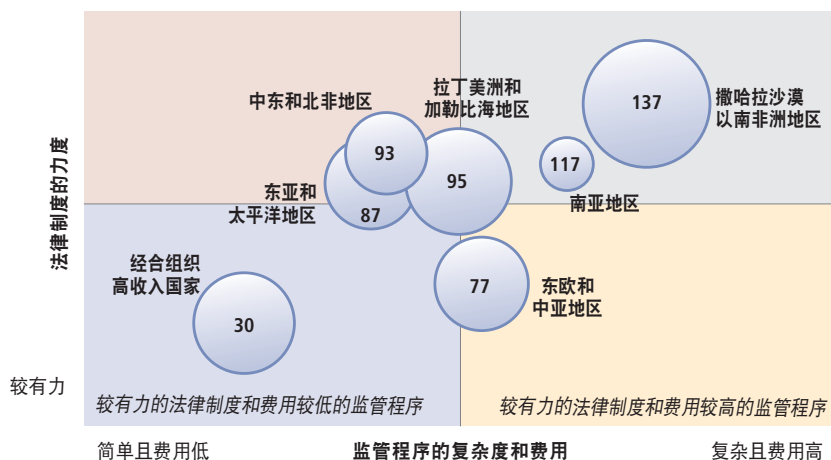 中东和北非地区
拉丁美洲和
加勒比海地区
137
撒哈拉沙漠
以南非洲地区
93
95
117
东亚和
太平洋地区
87
南亚地区
法律制度的力度
经合组织
高收入国家
30
77
东欧和
中亚地区
较有力
较有力的法律制度和费用较低的监管程序
较有力的法律制度和费用较高的监管程序
简单且费用低
监管程序的复杂度和费用
复杂且费用高